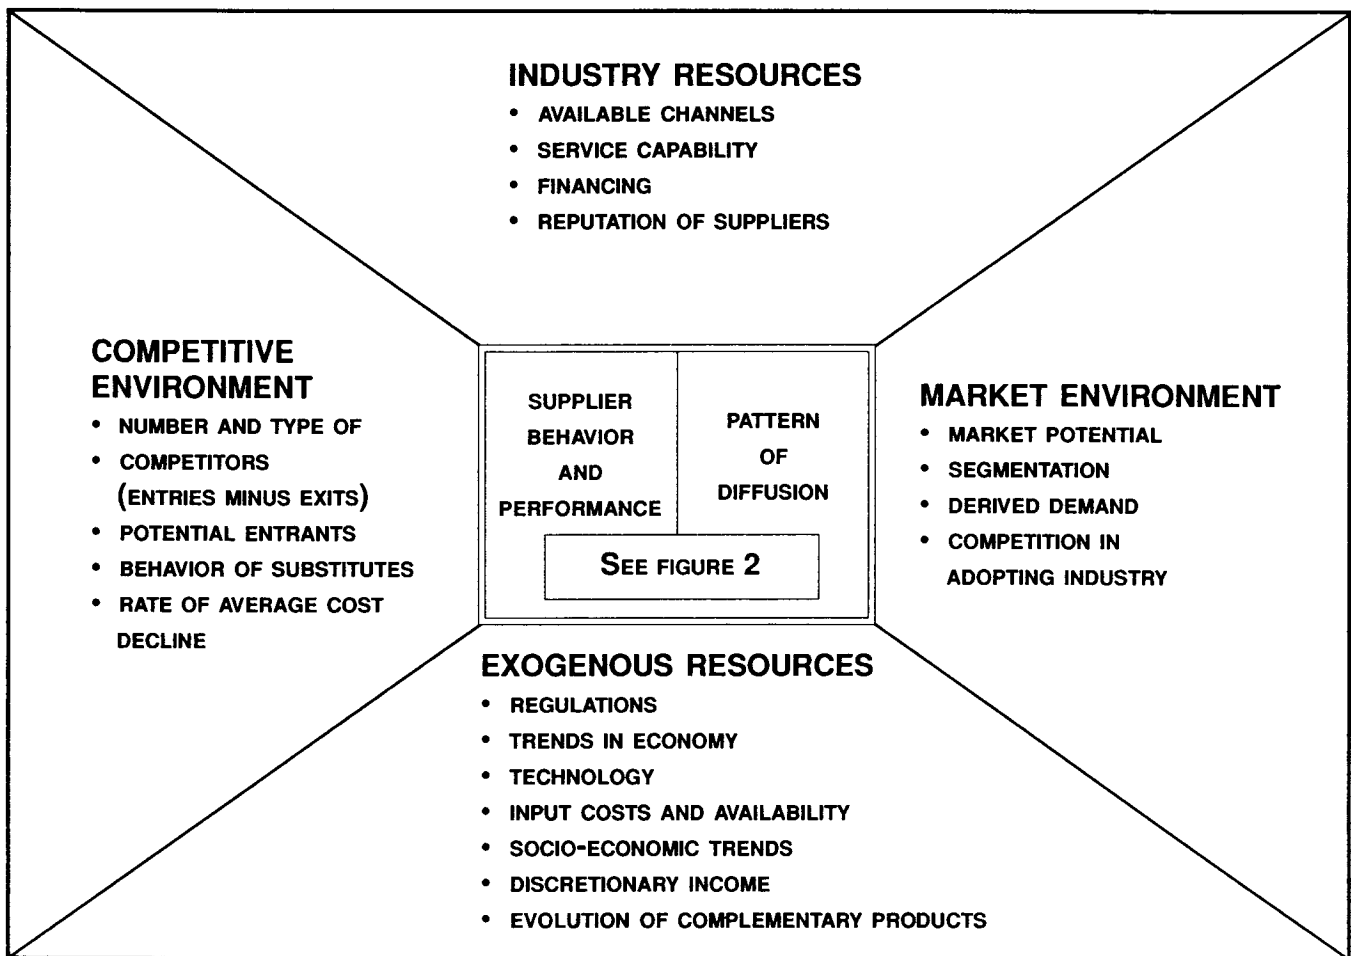 INDUSTRY RESOURCES
• AVAILABLE CHANNELS
• SERVICE CAPABILITY
• FINANCING
• REPUTATION OF SUPPLIERS
COMPETITIVE
ENVIRONMENT
• NUMBER AND TYPE OF
• COMPETITORS
(ENTRIES MINUS EXITS)
• POTENTIAL ENTRANTS
• BEHAVIOR OF SUBSTITUTES
• RATE OF AVERAGE COST
DECLINE
SUPPLIER
BEHAVIOR
AND
PERFORMANCE
PATTERN
OF
DIFFUSION
SEE FIGURE 2
MARKET ENVIRONMENT
• MARKET POTENTIAL
• SEGMENTATION
• DERIVED DEMAND
• COMPETITION IN
ADOPTING INDUSTRY
EXOGENOUS RESOURCES
• REGULATIONS
• TRENDS IN ECONOMY
• TECHNOLOGY
• INPUT COSTS AND AVAILABILITY
• SOCIO-ECONOMIC TRENDS
• DISCRETIONARY INCOME
• EVOLUTION OF COMPLEMENTARY PRODUCTS